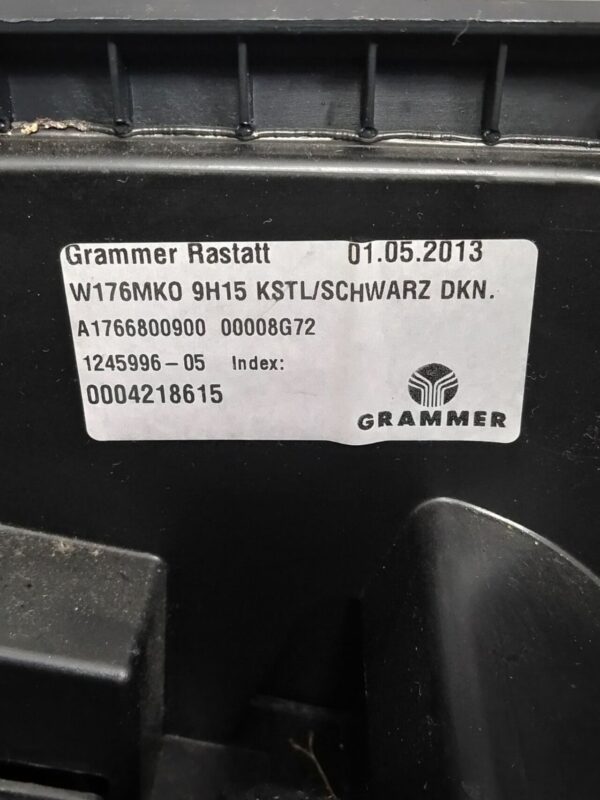 Grammer Rastatt 01.05.2013
W176MKO 9H15 KSTL/SCHWARZ DKN.
A1766800900 00008G72
1245996-05 Index:
0004218615
GRAMMER